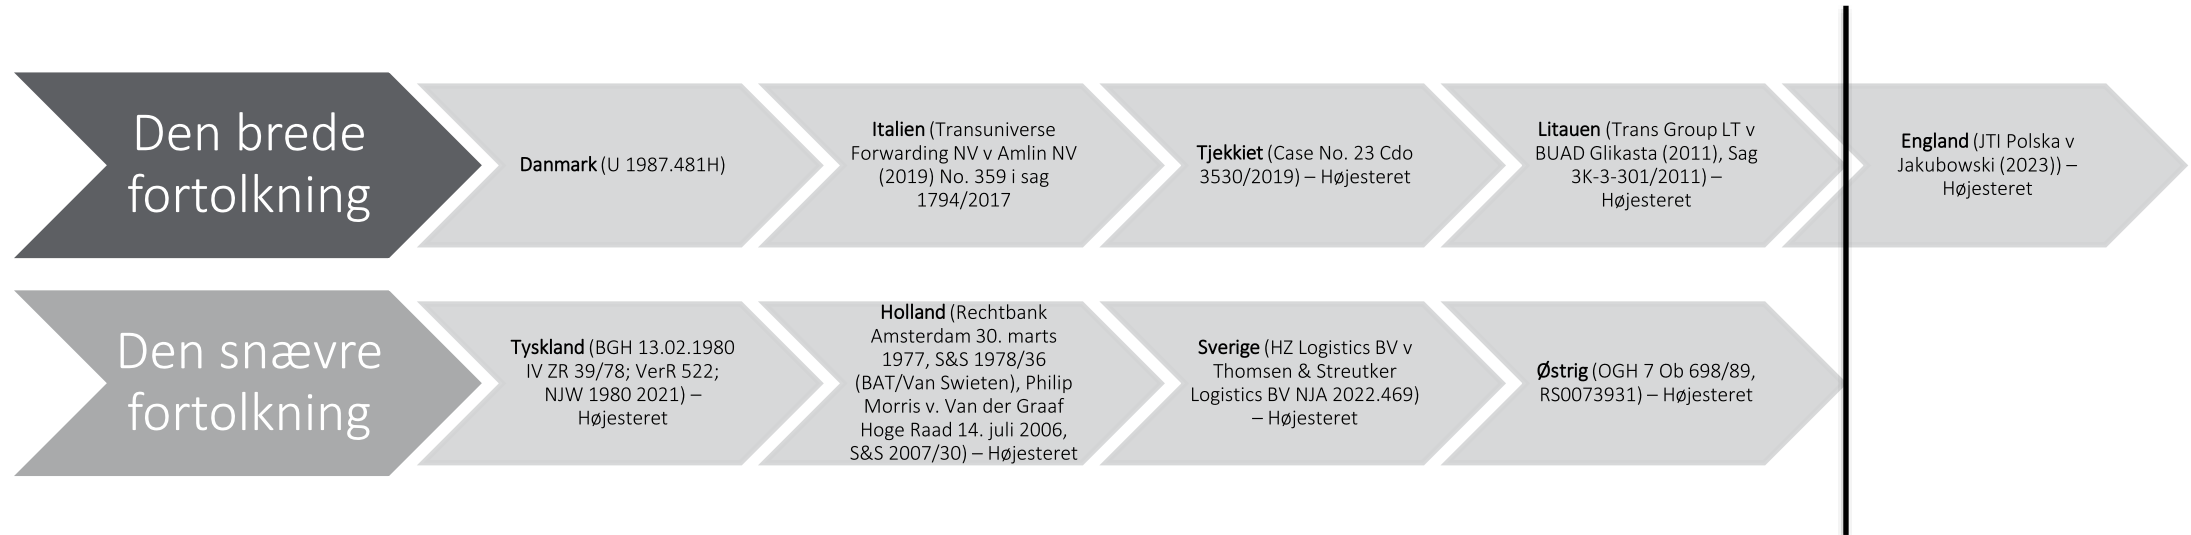 Den brede
fortolkning
Danmark (U 1987.481H)
Italien (Transuniverse
Forwarding NV v Amlin NV
(2019) No. 359 i sag
1794/2017
Tjekkiet (Case No. 23 Cdo
3530/2019) – Højesteret
Litauen (Trans Group LT v
BUAD Glikasta (2011), Sag
3K-3-301/2011) –
Højesteret
England (JTI Polska v
Jakubowski (2023)) –
Højesteret
Den snævre
fortolkning
Tyskland (BGH 13.02.1980
IV ZR 39/78; VerR 522;
NJW 1980 2021) –
Højesteret
Holland (Rechtbank
Amsterdam 30. marts
1977, S&S 1978/36
(BAT/Van Swieten), Philip
Morris v. Van der Graaf
Hoge Raad 14. juli 2006,
S&S 2007/30) – Højesteret
Sverige (HZ Logistics BV v
Thomsen & Streutker
Logistics BV NJA 2022.469)
– Højesteret
Østrig (OGH 7 Ob 698/89,
RS0073931) – Højesteret